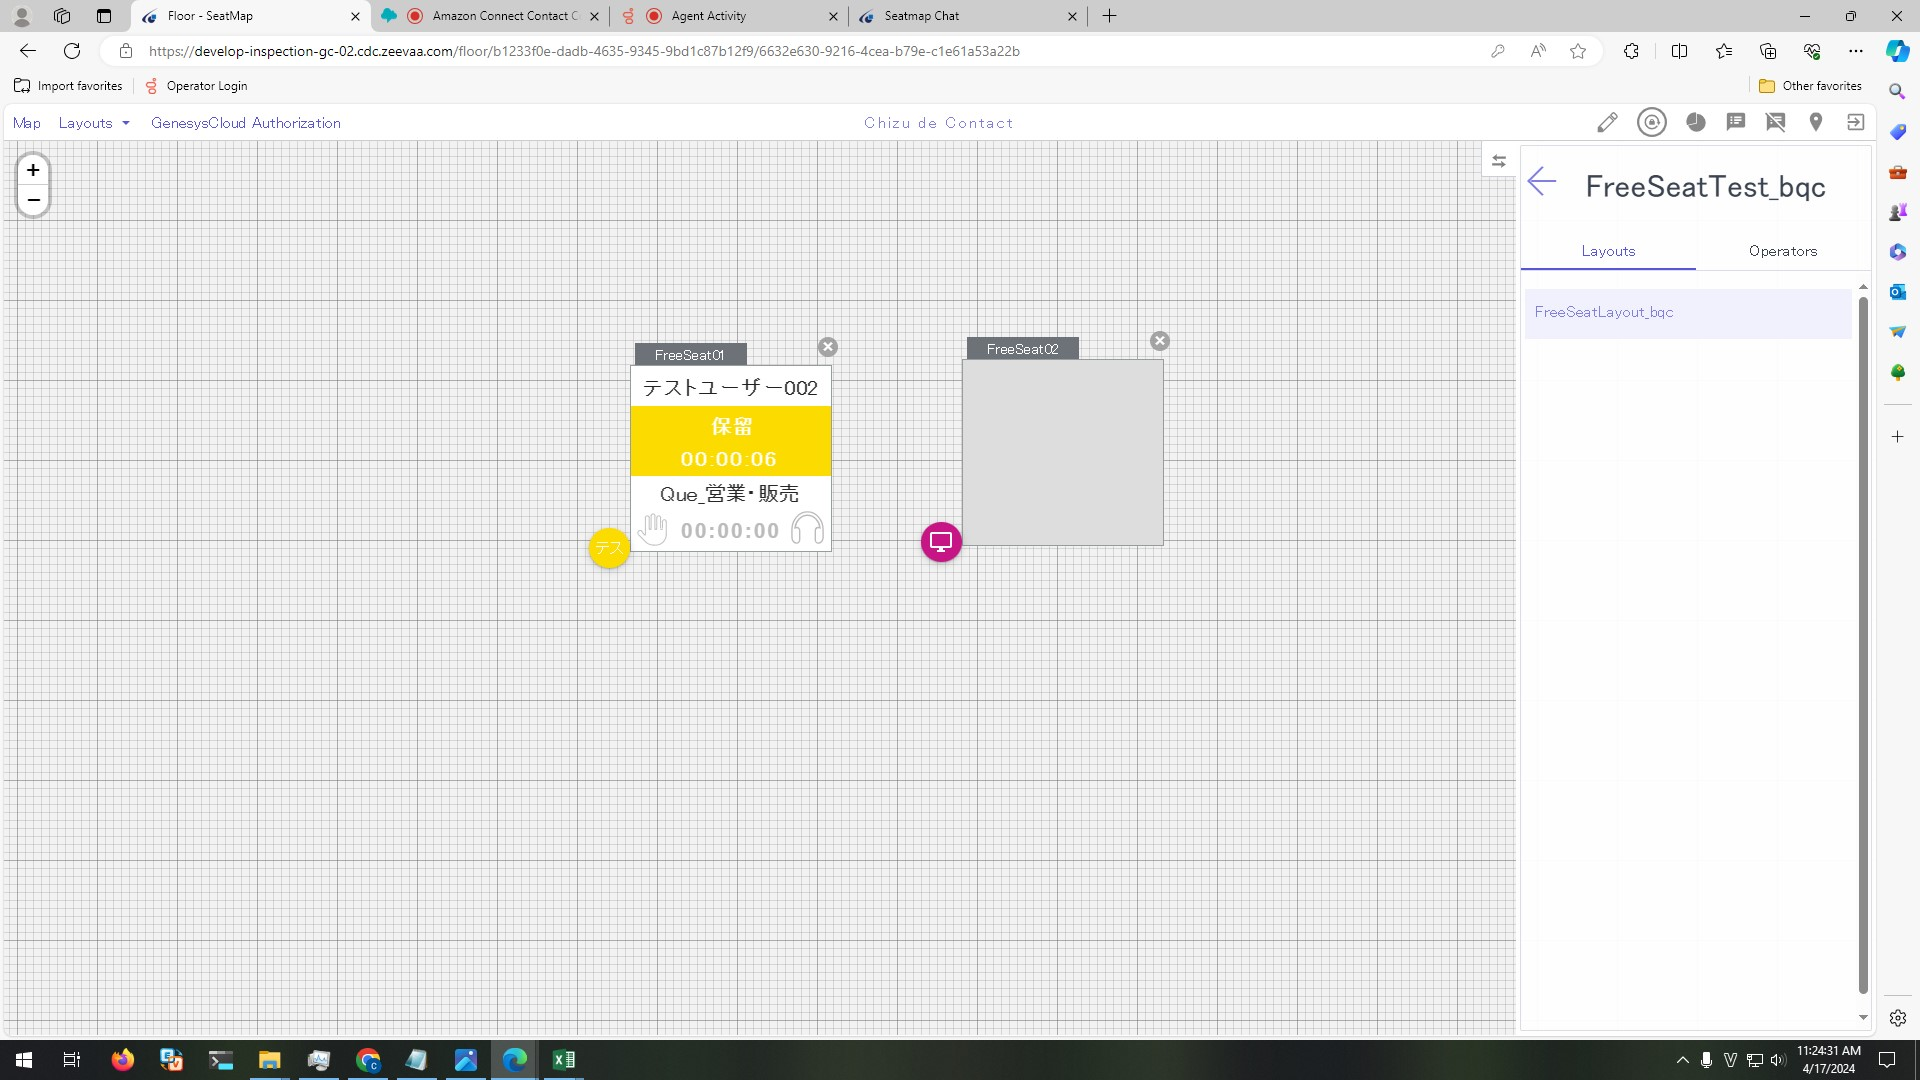 Floor - SeatMap
Amazon Connect Contact C
Agent Activity
Seatmap Chat
https://develop-inspection-gc-02.cdc.zeevaa.com/floor/b1233f0e-dadb-4635-9345-9bd1c87b12f9/6632e630-9216-4cea-b79e-c1e61a53a22b
Import favorites
Operator Login
Other favorites
Map
Layouts
GenesysCloud Authorization
Chizu de Contact
+
−
FreeSeatTest_bqc
Layouts
Operators
FreeSeatLayout_bqc
FreeSeat01
テストユーザー002
保留
00:00:06
Que_営業・販売
00:00:00
テス
FreeSeat02
11:24:31 AM
4/17/2024